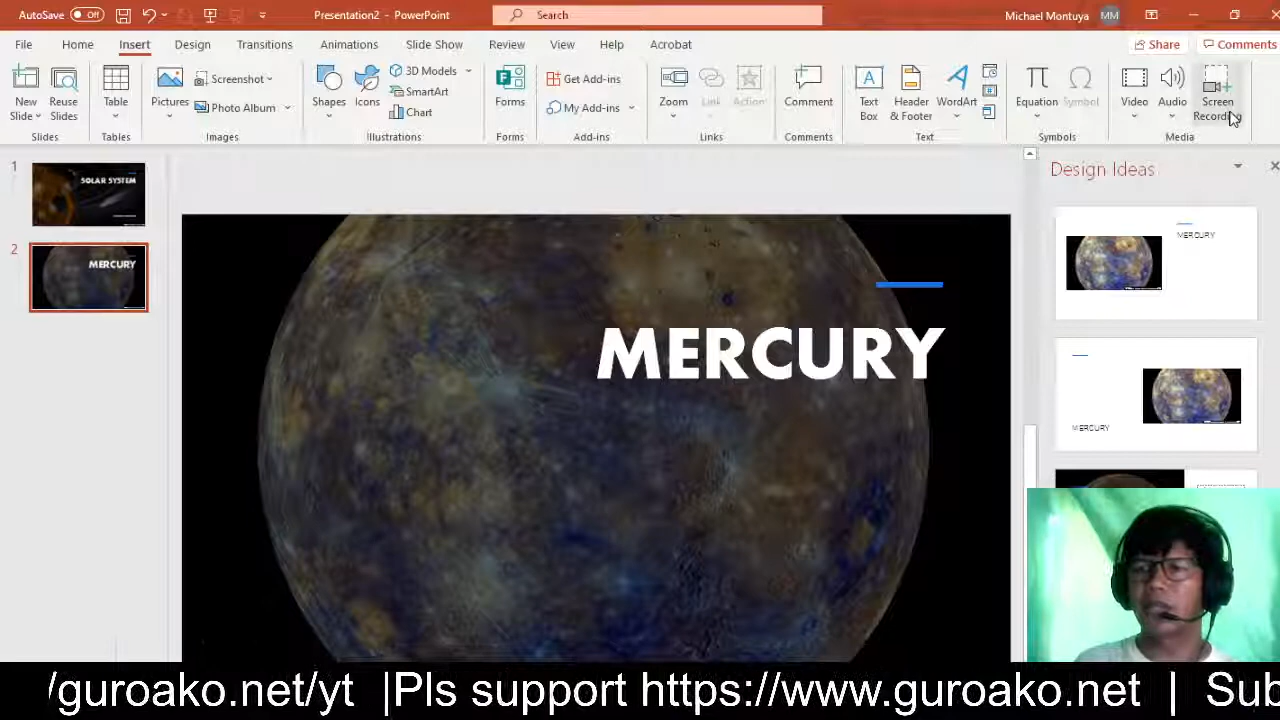 AutoSave Off
Presentation2 - PowerPoint
Search
Michael Montuya MM
File Home Insert Design Transitions Animations Slide Show Review View Help Acrobat
Share Comments
New Slide
Reuse Slides
Table
Pictures
Screenshot
Photo Album
Shapes
Icons
3D Models
SmartArt
Chart
Forms
Get Add-ins
My Add-ins
Zoom
Link
Action
Comment
Text Box
Header & Footer
WordArt
Equation
Symbol
Video
Audio
Screen Recording
Slides Tables Images Illustrations Forms Add-ins Links Comments Text Symbols Media
1
SOLAR SYSTEM
2
MERCURY
MERCURY
Design Ideas
MERCURY
MERCURY
/guroako.net/yt |Pls support https://www.guroako.net | Sub